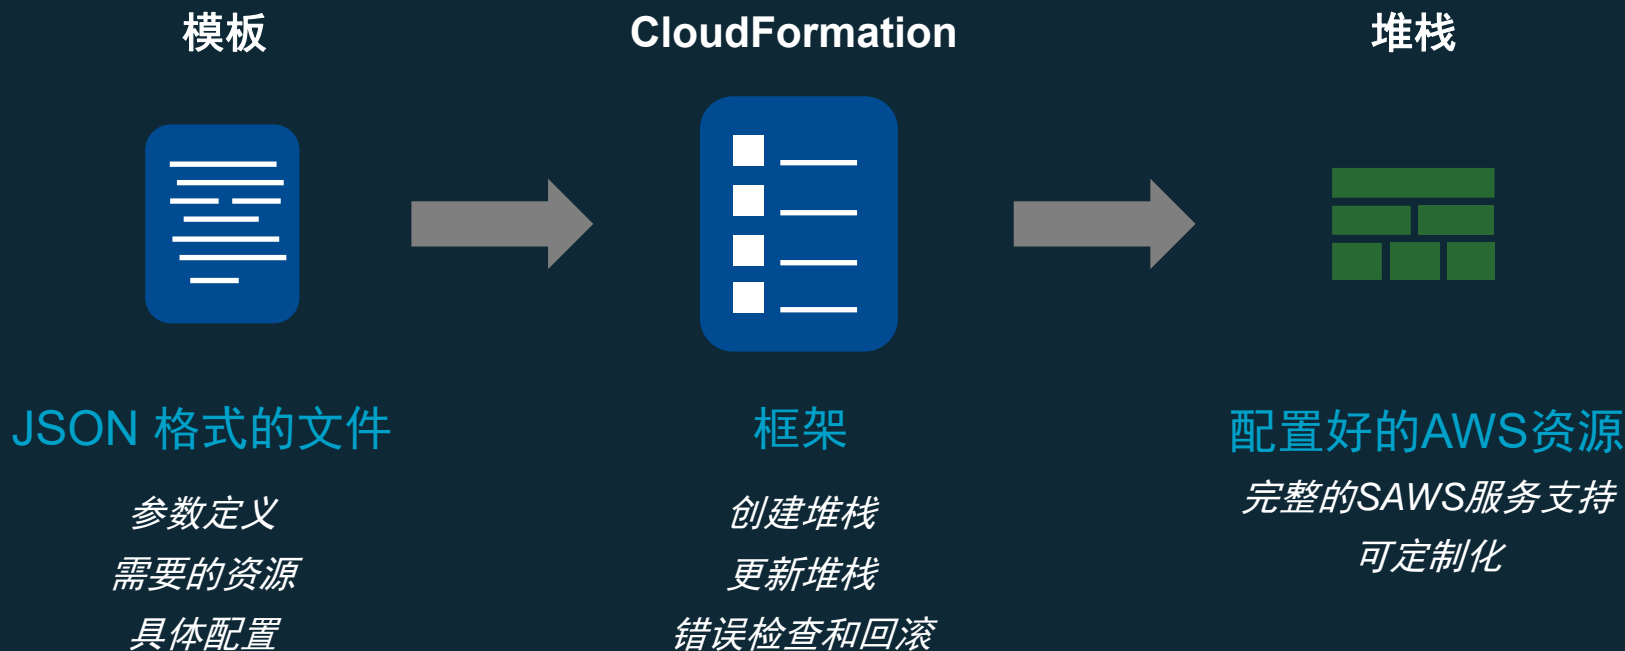 模板
CloudFormation
堆栈
JSON 格式的文件
框架
配置好的AWS资源
参数定义
需要的资源
具体配置
创建堆栈
更新堆栈
错误检查和回滚
完整的SAWS服务支持
可定制化